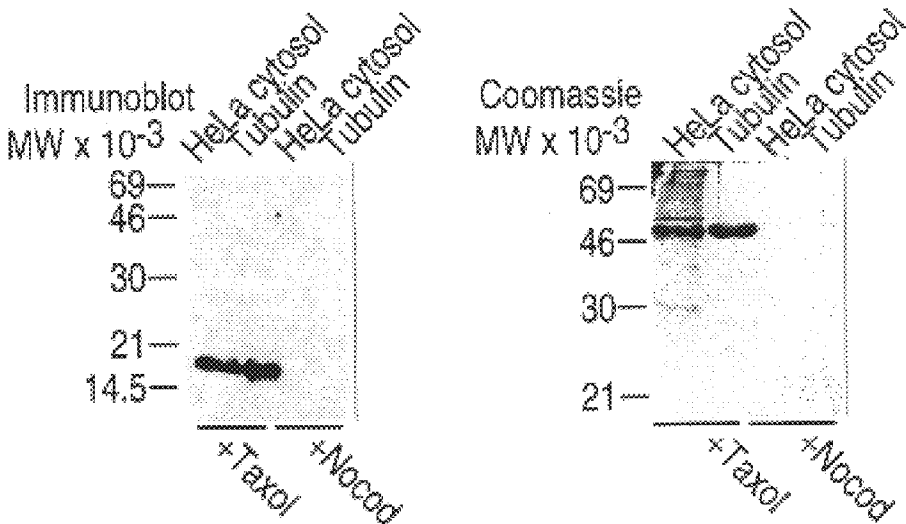 Immunoblot
MW x 10-3
HeLa cytosol
Tubulin
HeLa cytosol
Tubulin
69
46
30
21
14.5
+Taxol
+Nocod
Coomassie
MW x 10-3
HeLa cytosol
Tubulin
HeLa cytosol
Tubulin
69
46
30
21
+Taxol
+Nocod